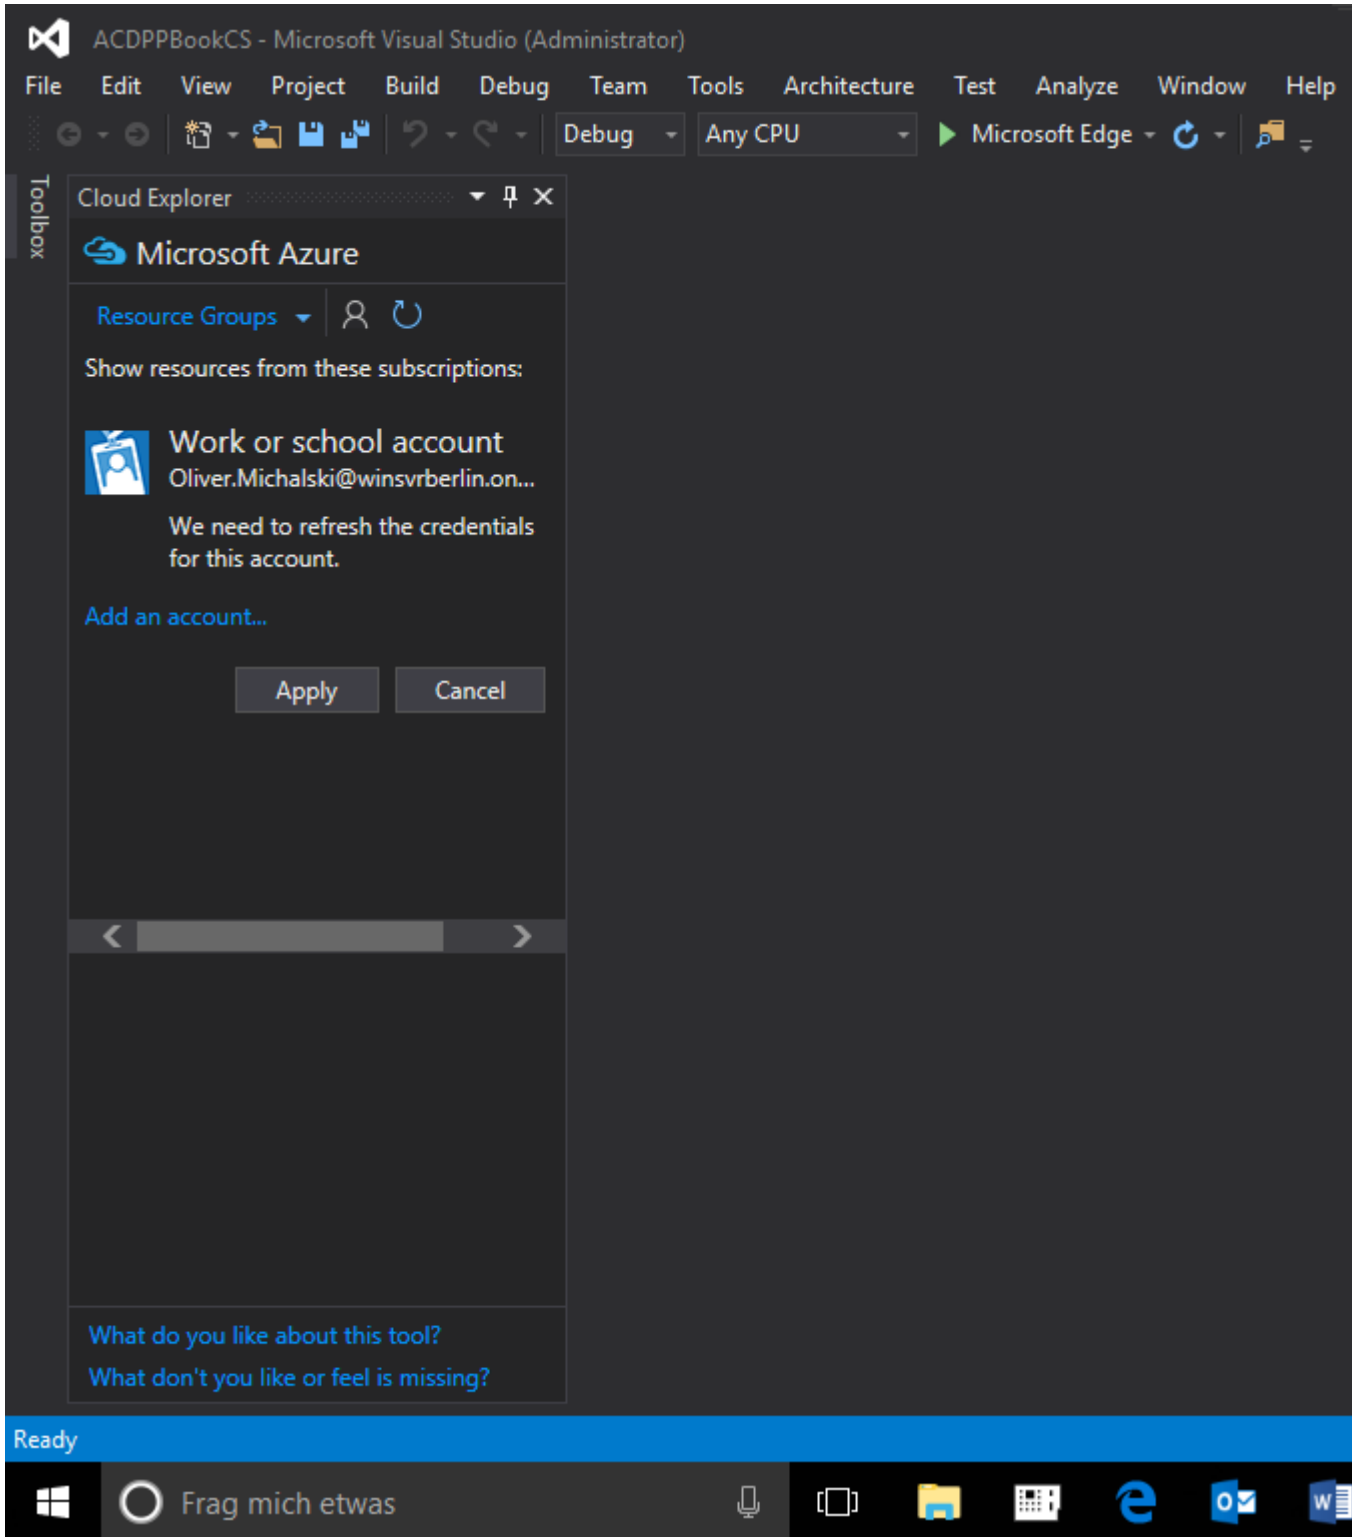 ACDPPBookCS - Microsoft Visual Studio (Administrator)
File Edit View Project Build Debug Team Tools Architecture Test Analyze Window Help
Debug Any CPU Microsoft Edge
Toolbox
Cloud Explorer
Microsoft Azure
Resource Groups
Show resources from these subscriptions:
Work or school account
Oliver.Michalski@winsvrberlin.on...
We need to refresh the credentials
for this account.
Add an account...
Apply Cancel
What do you like about this tool?
What don't you like or feel is missing?
Ready
Frag mich etwas